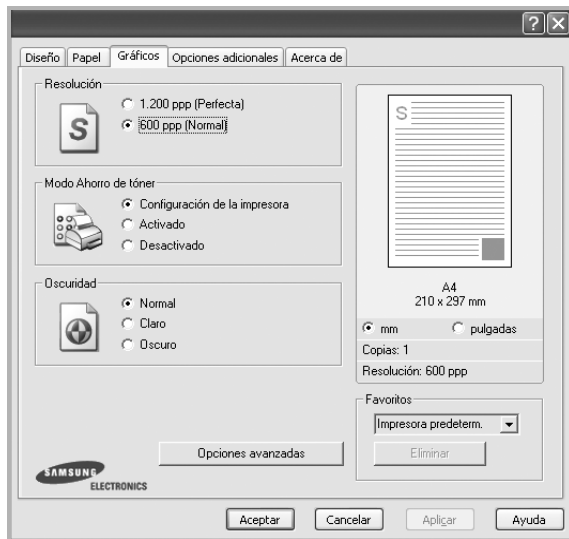 Diseño
Papel
Gráficos
Opciones adicionales
Acerca de
Resolución
S
1.200 ppp (Perfecta)
600 ppp (Normal)
Modo Ahorro de tóner
Configuración de la impresora
Activado
Desactivado
Oscuridad
Normal
Claro
Oscuro
S
A4
210 x 297 mm
mm
pulgadas
Copias: 1
Resolución: 600 ppp
Favoritos
Impresora predeterm.
Eliminar
Opciones avanzadas
SAMSUNG
ELECTRONICS
Aceptar
Cancelar
Aplicar
Ayuda